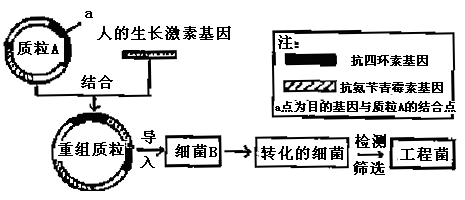 a
质粒A
人的生长激素基因
结合
重组质粒
导入
细菌B
转化的细菌
检测
筛选
工程菌
注:
抗四环素基因
抗氨苄青霉素基因
a点为目的基因与质粒A的结合点